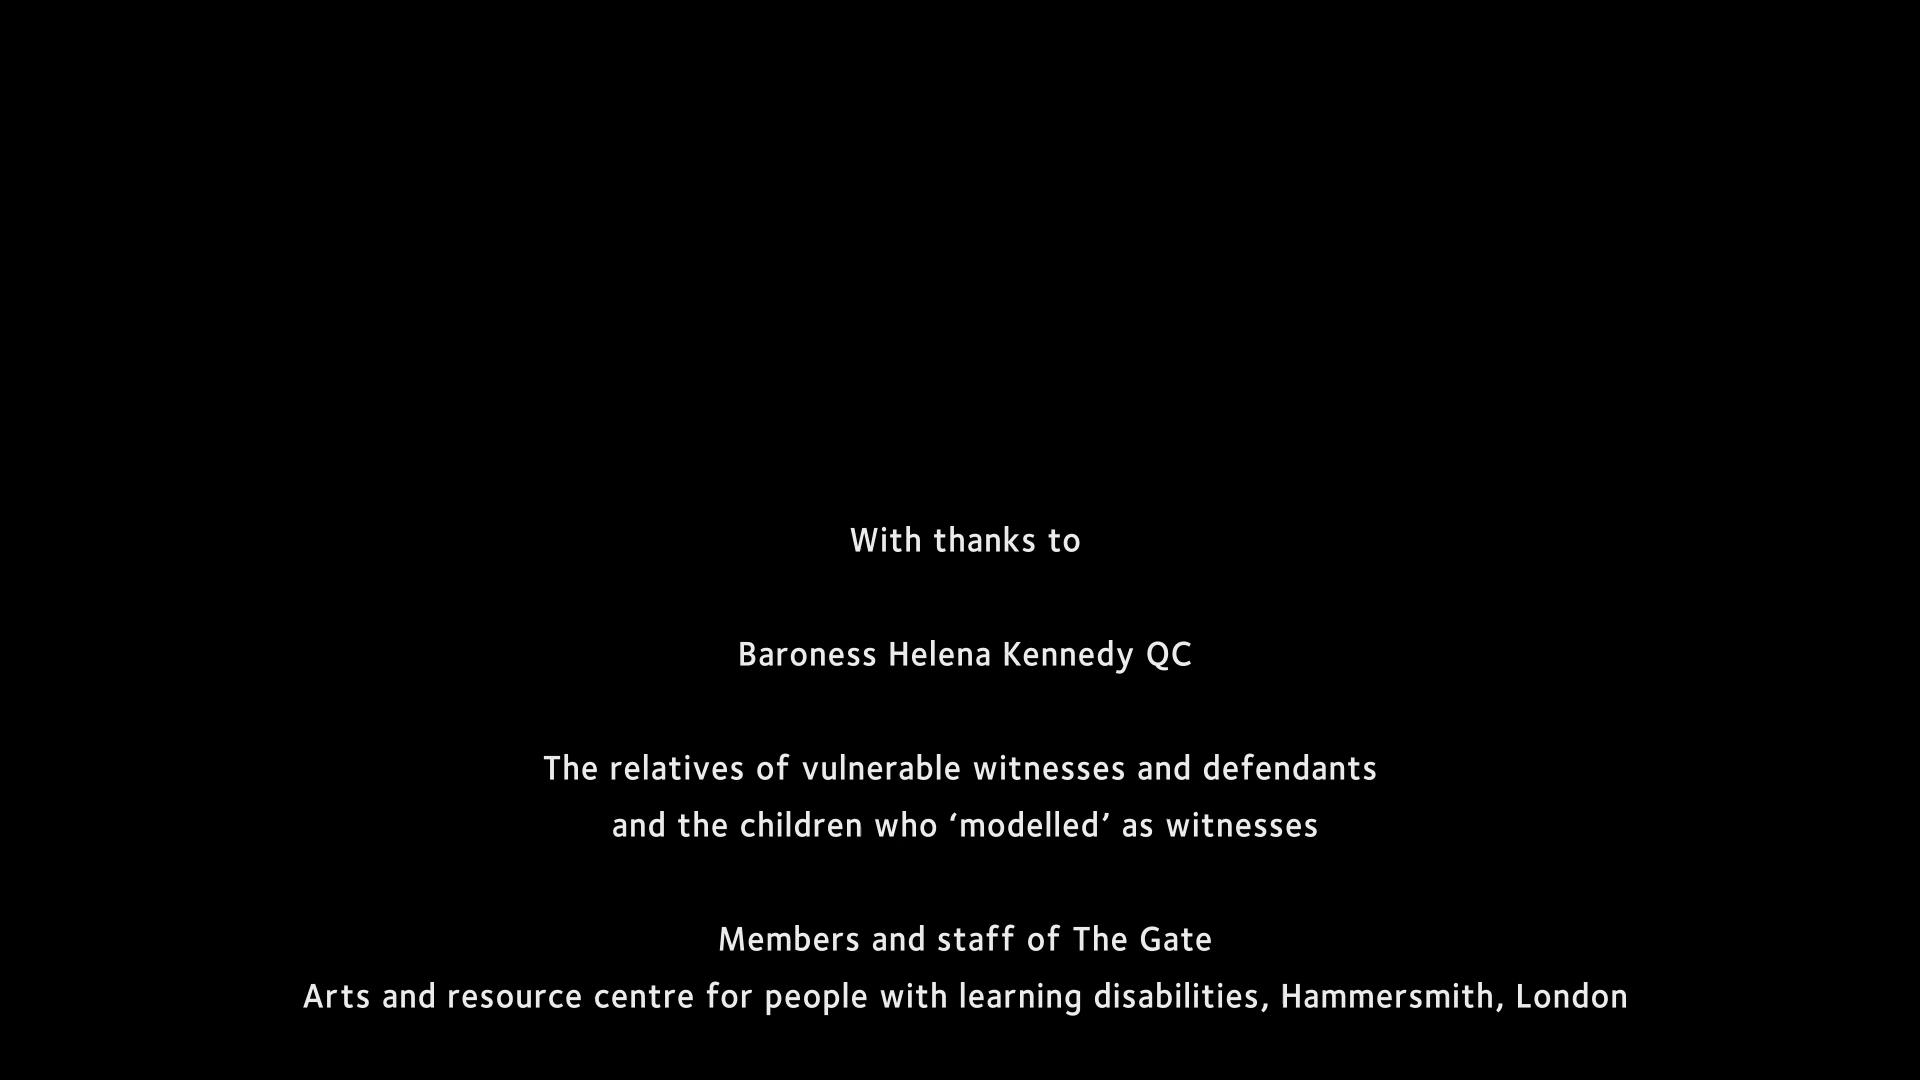 With thanks to
Baroness Helena Kennedy QC
The relatives of vulnerable witnesses and defendants
and the children who ‘modelled’ as witnesses
Members and staff of The Gate
Arts and resource centre for people with learning disabilities, Hammersmith, London